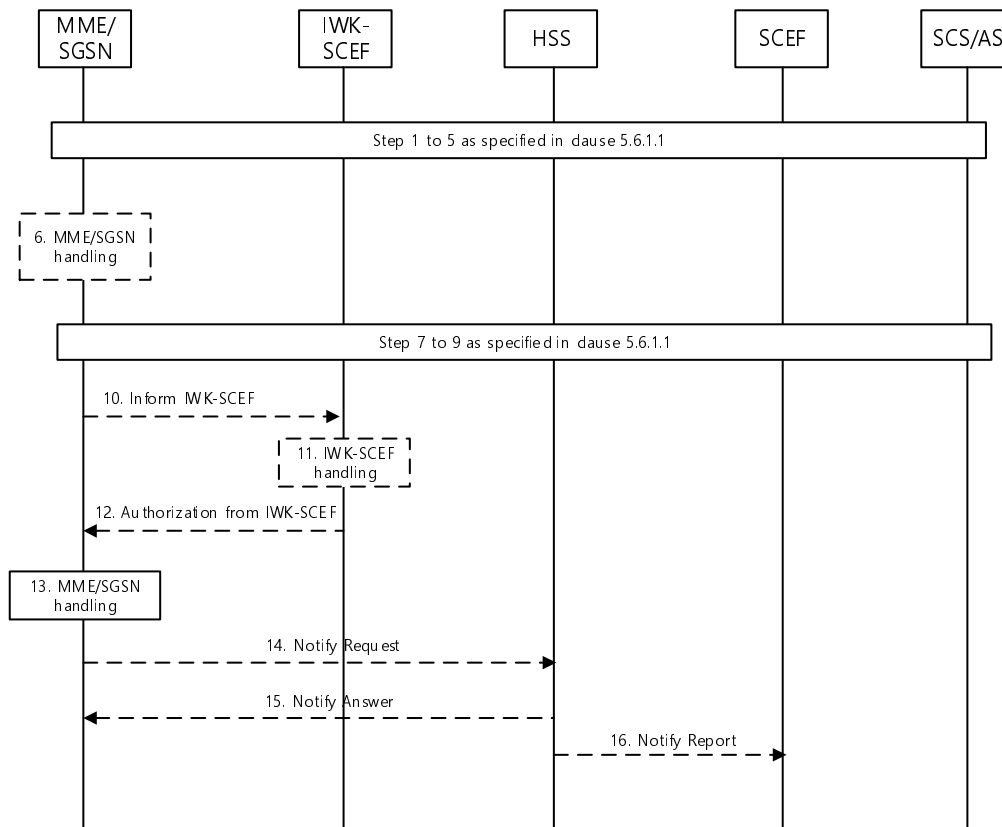 MME/
SGSN
IWK-
SCEF
HSS
SCEF
SCS/AS
Step 1 to 5 as specified in clause 5.6.1.1
6. MME/SGSN
handling
Step 7 to 9 as specified in clause 5.6.1.1
10. Inform IWK-SCEF
11. IWK-SCEF
handling
12. Authorization from IWK-SCEF
13. MME/SGSN
handling
14. Notify Request
15. Notify Answer
16. Notify Report